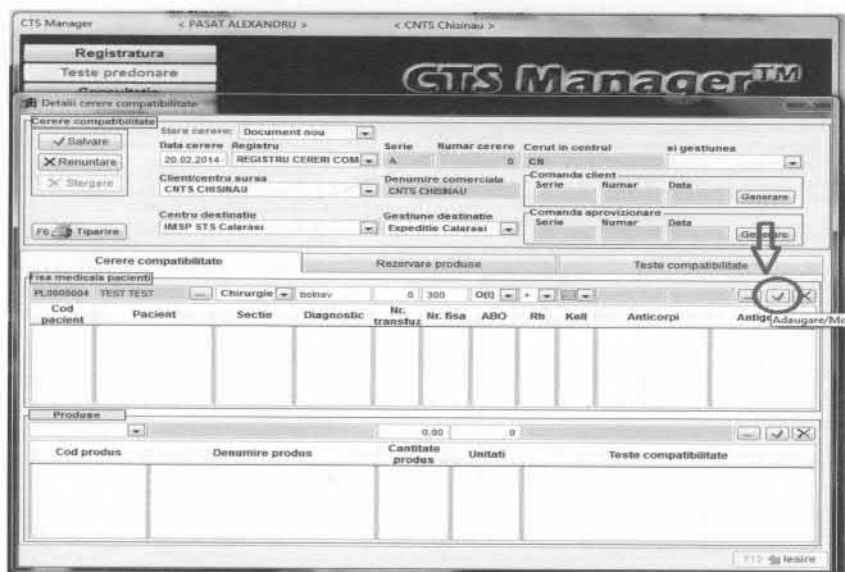 CTS Manager < PASAT ALEXANDRU > < CNTS Chisinau >
Registratura
Teste predonare
Consultatie
CTS Manager™
Detalii cerere compatibilitate
Cerere compatibilitate
Salvare
Renuntare
Stergere
F6 Tiparire
Stare cerere: Document nou
Data cerere Registru Serie Numar cerere Cerut in centrul si gestiunea
20.02.2014 REGISTRU CERERI COM A 0 CN
Client/centru sursa Denumire comerciala Comanda client
CNTS CHISINAU CNTS CHISINAU Serie Numar Data Generare
Centru destinatie Gestiune destinatie Comanda aprovizionare
IMSP STS Calarasi Expeditie Calarasi Serie Numar Data Generare
Cerere compatibilitate Rezervare produse Teste compatibilitate
Fisa medicala pacienti
PL0600004 TEST TEST ... Chirurgie bolnav 0 300 O(I) + ...
Cod pacient Pacient Sectie Diagnostic Nr. transfuz Nr. fisa ABO Rh Kell Anticorpi Antige
Adaugare/Mo
Produse
0.00 0 ...
Cod produs Denumire produs Cantitate produs Unitati Teste compatibilitate
F12 Iesire